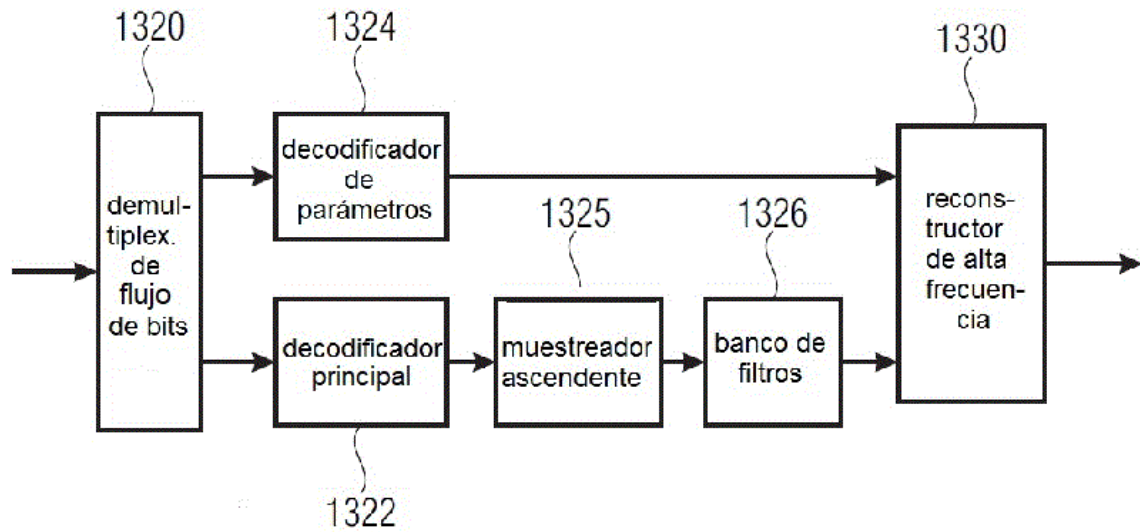 1320
1324
1330
demul-
tiplex.
de
flujo
de bits
decodificador
de
parámetros
1325
1326
recons-
tructor
de alta
frecuen-
cia
decodificador
principal
muestreador
ascendente
banco de
filtros
1322